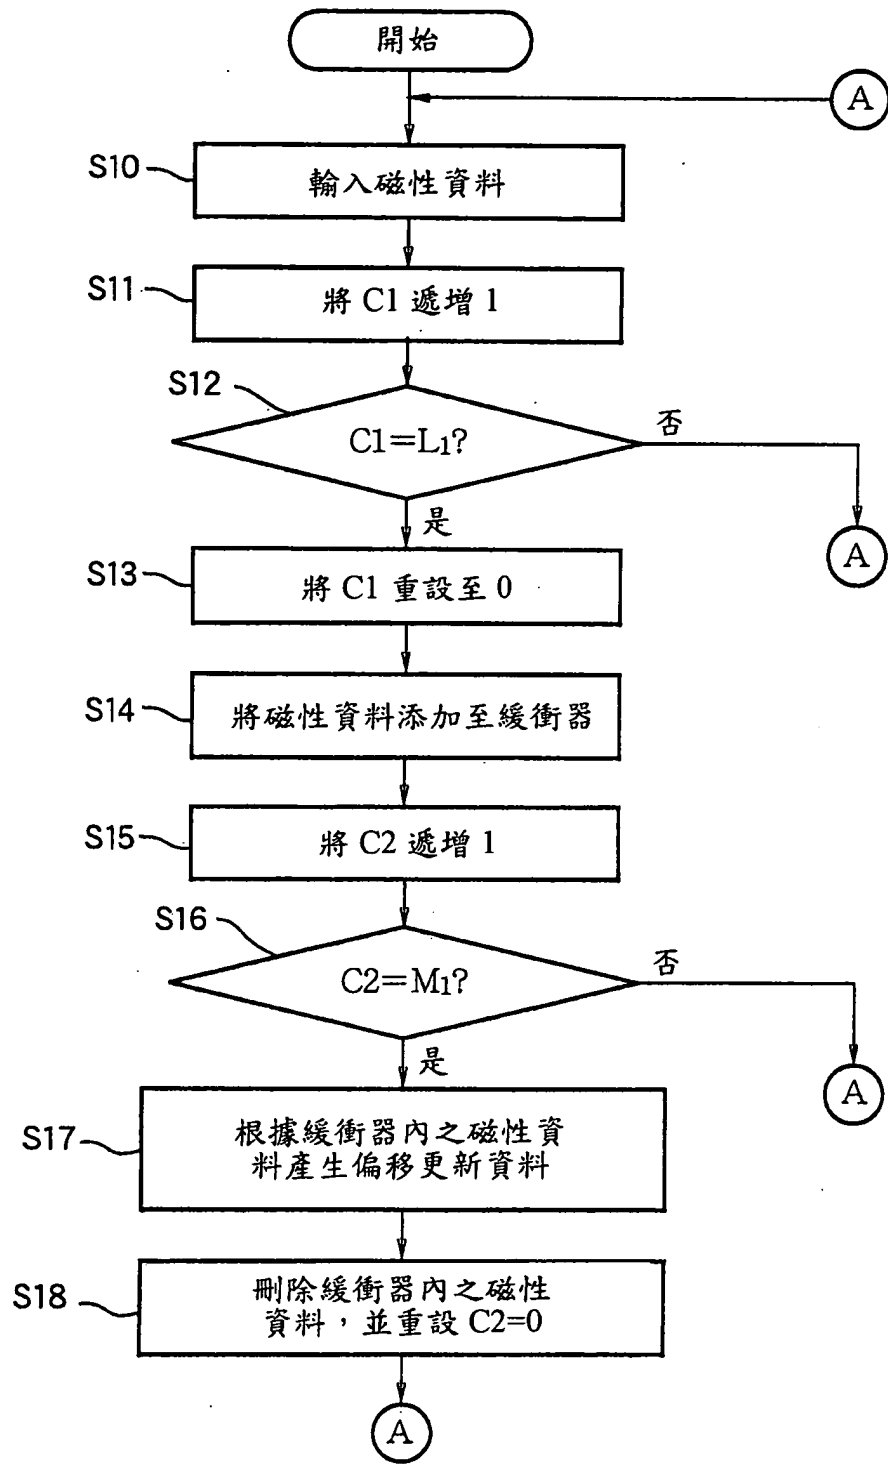 開始
A
S10
輸入磁性資料
S11
將 C1 遞增 1
S12
C1=L1?
否
是
A
S13
將 C1 重設至 0
S14
將磁性資料添加至緩衝器
S15
將 C2 遞增 1
S16
C2=M1?
否
是
A
S17
根據緩衝器內之磁性資
料產生偏移更新資料
S18
刪除緩衝器內之磁性
資料，並重設 C2=0
A